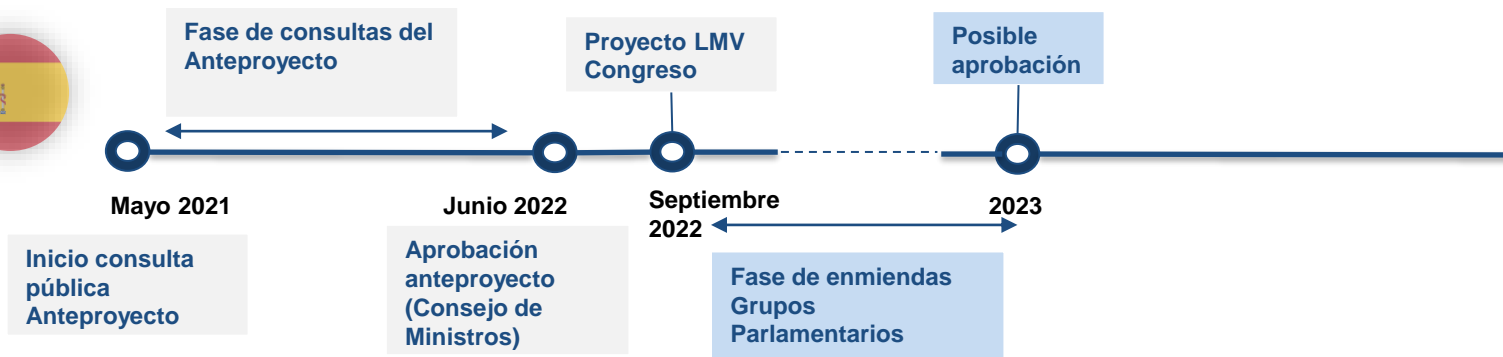 Fase de consultas del
Anteproyecto
Proyecto LMV
Congreso
Posible
aprobación
Mayo 2021
Junio 2022
Septiembre
2022
2023
Inicio consulta
pública
Anteproyecto
Aprobación
anteproyecto
(Consejo de
Ministros)
Fase de enmiendas
Grupos
Parlamentarios